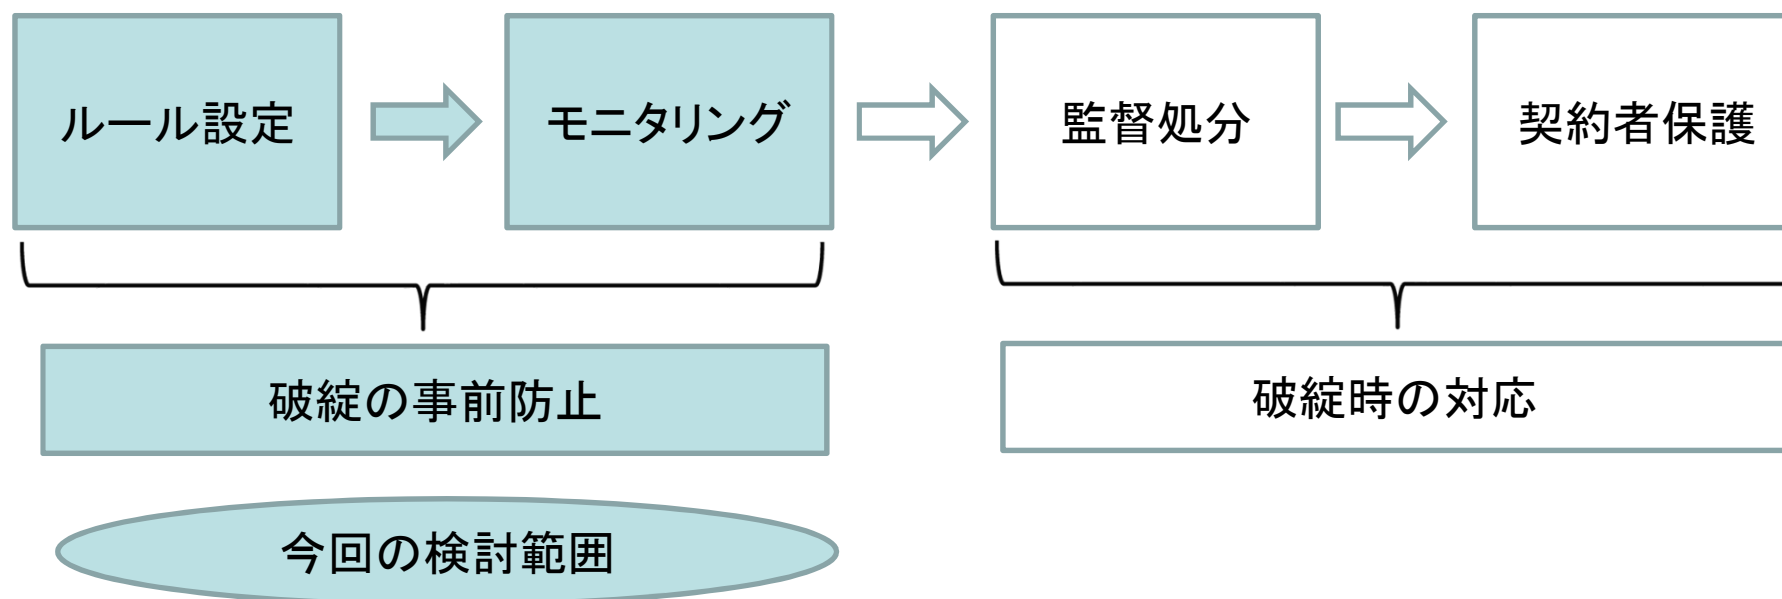 ルール設定
モニタリング
監督処分
契約者保護
破綻の事前防止
破綻時の対応
今回の検討範囲